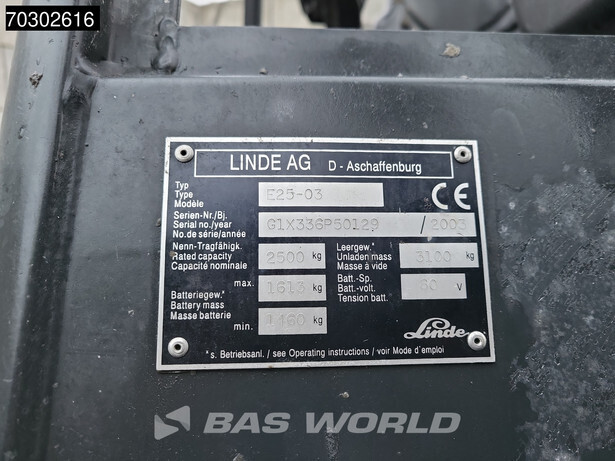 70302616
LINDE AG D - Aschaffenburg
Typ
Type
Modèle
E25-03
CE
Serien-Nr./Bj.
Serial no./year
No.de série/année
G1X336P50129 / 2003
Nenn-Tragfähigk.
Rated capacity
Capacité nominale
2500 kg
Leergew.*
Unladen mass
Masse à vide
3100 kg
Batteriegew.*
Battery mass
Masse batterie
max. 1613 kg
min. 1460 kg
Batt.-Sp.
Batt.-volt.
Tension batt.
80 V
Linde
* s. Betriebsanl. / see Operating instructions / voir Mode d'emploi
BAS WORLD